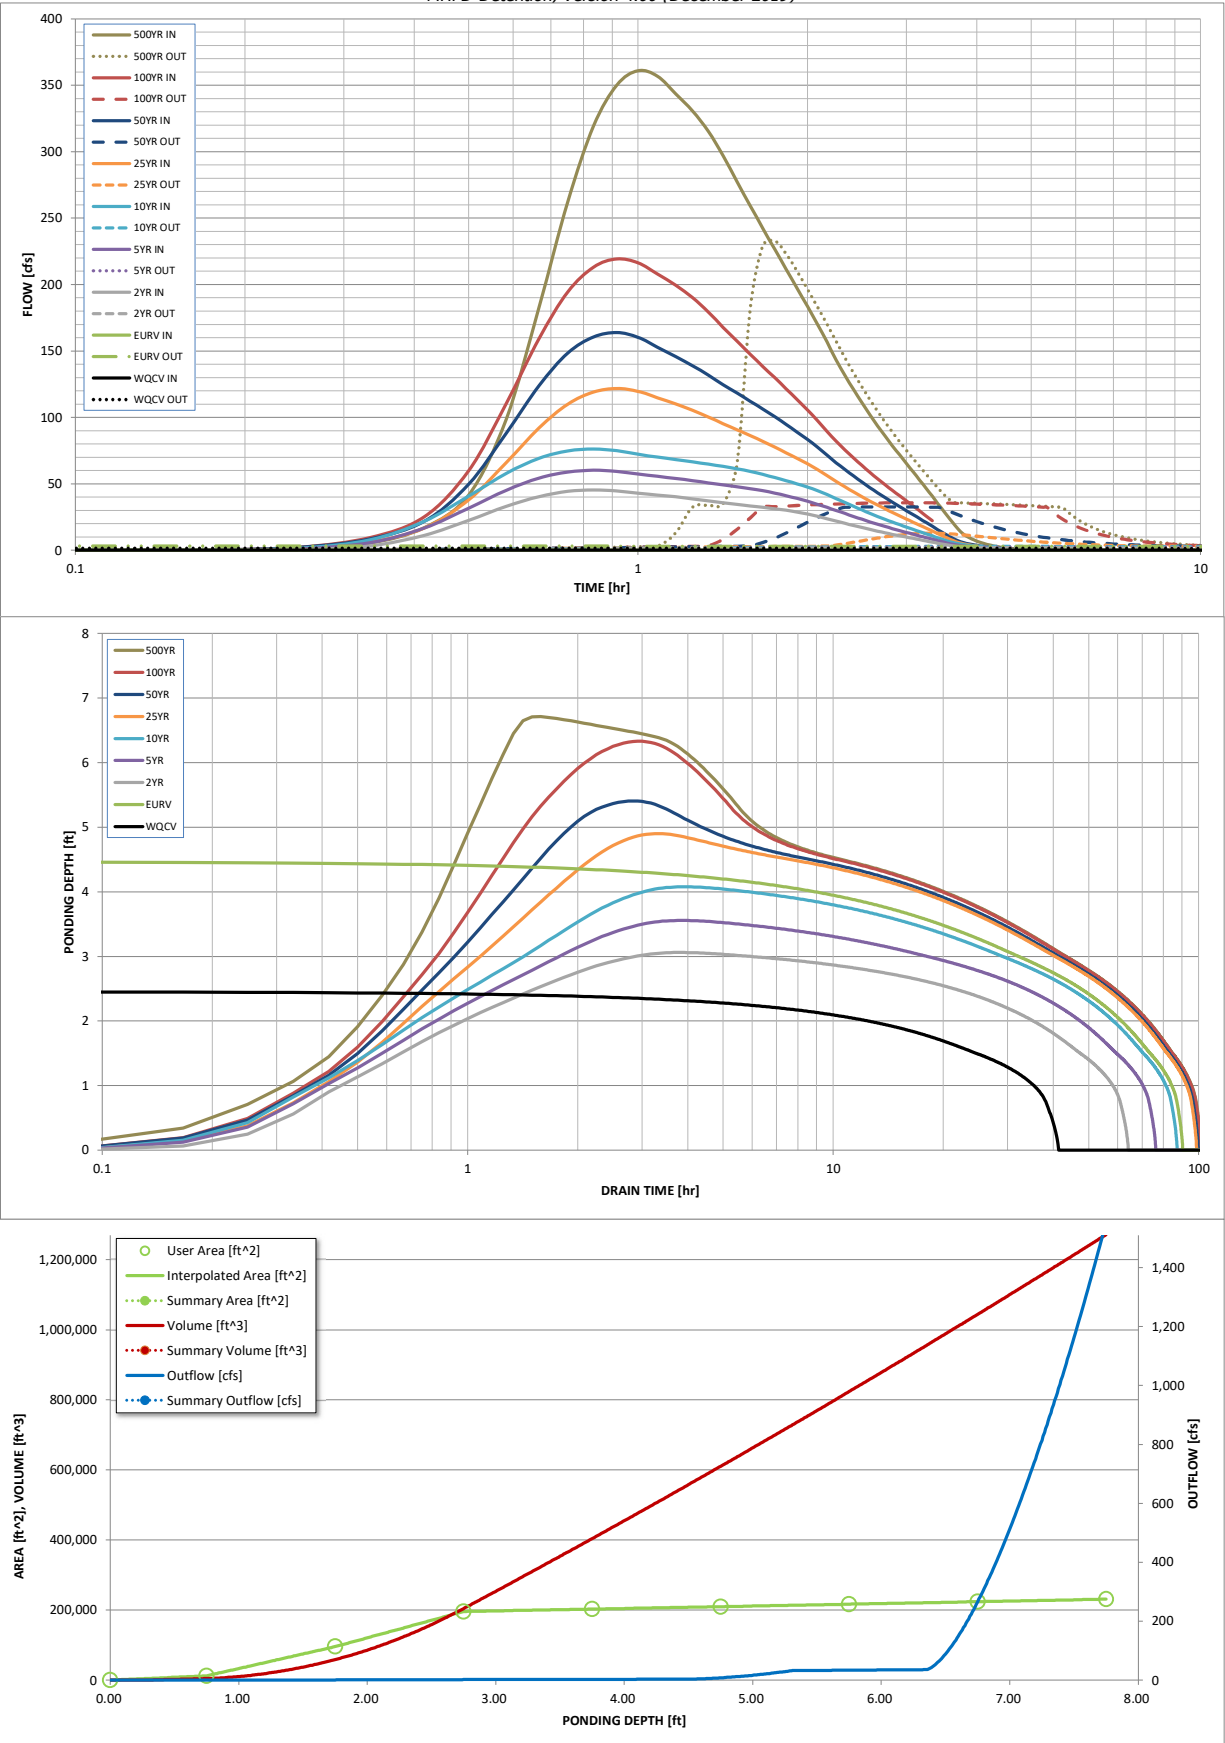 MHFD-Detention, Version 4.00 (December 2019)
400
350
300
250
200
150
100
50
0
FLOW [cfs]
500YR IN
500YR OUT
100YR IN
100YR OUT
50YR IN
50YR OUT
25YR IN
25YR OUT
10YR IN
10YR OUT
5YR IN
5YR OUT
2YR IN
2YR OUT
EURV IN
EURV OUT
WQCV IN
WQCV OUT
0.1
1
10
TIME [hr]
8
7
6
5
4
3
2
1
0
PONDING DEPTH [ft]
500YR
100YR
50YR
25YR
10YR
5YR
2YR
EURV
WQCV
0.1
1
10
100
DRAIN TIME [hr]
1,200,000
1,000,000
800,000
600,000
400,000
200,000
0
AREA [ft^2], VOLUME [ft^3]
User Area [ft^2]
Interpolated Area [ft^2]
Summary Area [ft^2]
Volume [ft^3]
Summary Volume [ft^3]
Outflow [cfs]
Summary Outflow [cfs]
1,400
1,200
1,000
800
600
400
200
0
OUTFLOW [cfs]
0.00
1.00
2.00
3.00
4.00
5.00
6.00
7.00
8.00
PONDING DEPTH [ft]